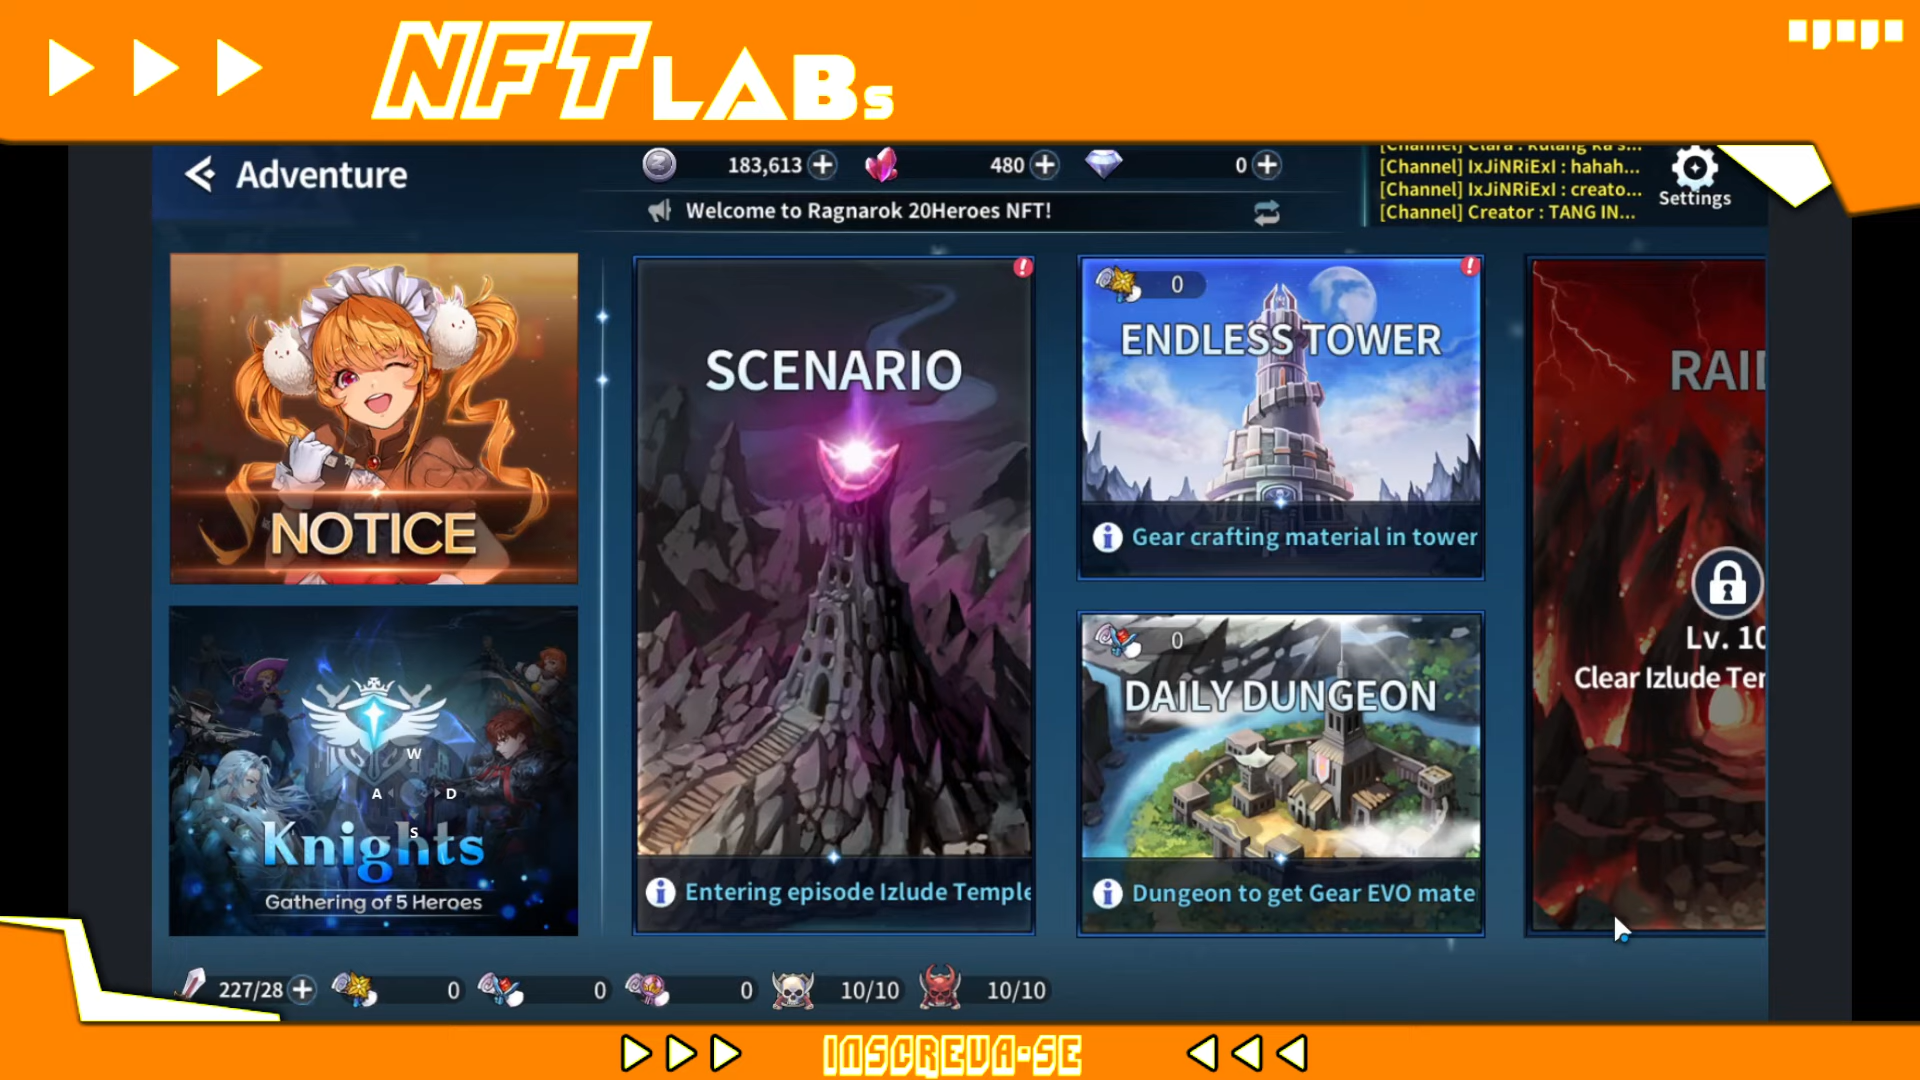 NFT LABs
Adventure
183,613
480
0
[Channel] IxJiNRiExI : hahah...
[Channel] IxJiNRiExI : creato...
[Channel] Creator : TANG IN...
Settings
Welcome to Ragnarok 20Heroes NFT!
NOTICE
SCENARIO
Entering episode Izlude Temple
0
ENDLESS TOWER
Gear crafting material in tower
0
DAILY DUNGEON
Dungeon to get Gear EVO mate
RAID
Lv. 10
Clear Izlude Ter
W
A
D
S
Knights
Gathering of 5 Heroes
227/28
0
0
0
10/10
10/10
INSCREVA-SE